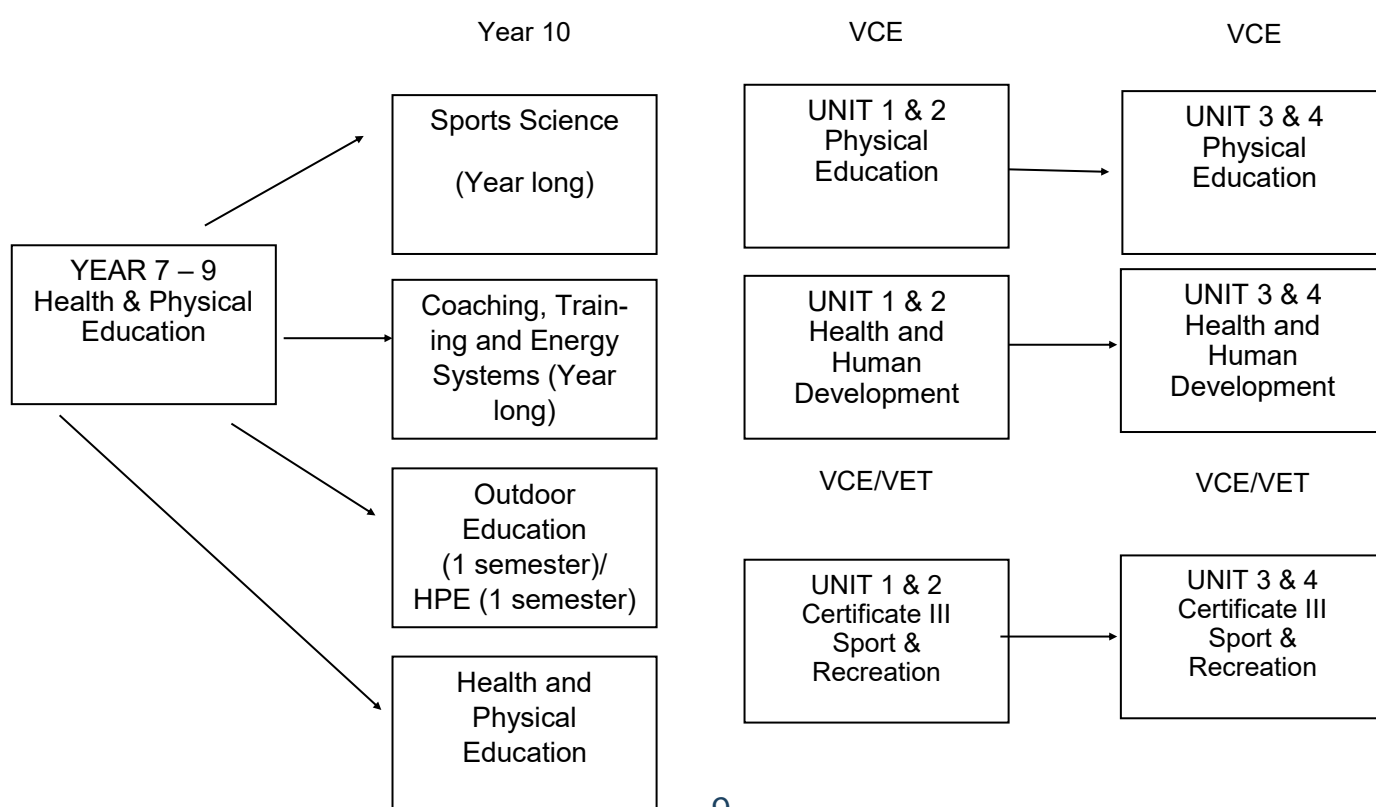 Year 10
VCE
VCE
YEAR 7 – 9
Health & Physical
Education
Sports Science
(Year long)
Coaching, Train-
ing and Energy
Systems (Year
long)
Outdoor
Education
(1 semester)/
HPE (1 semester)
Health and
Physical
Education
UNIT 1 & 2
Physical
Education
UNIT 3 & 4
Physical
Education
UNIT 1 & 2
Health and
Human
Development
UNIT 3 & 4
Health and
Human
Development
VCE/VET
VCE/VET
UNIT 1 & 2
Certificate III
Sport &
Recreation
UNIT 3 & 4
Certificate III
Sport &
Recreation